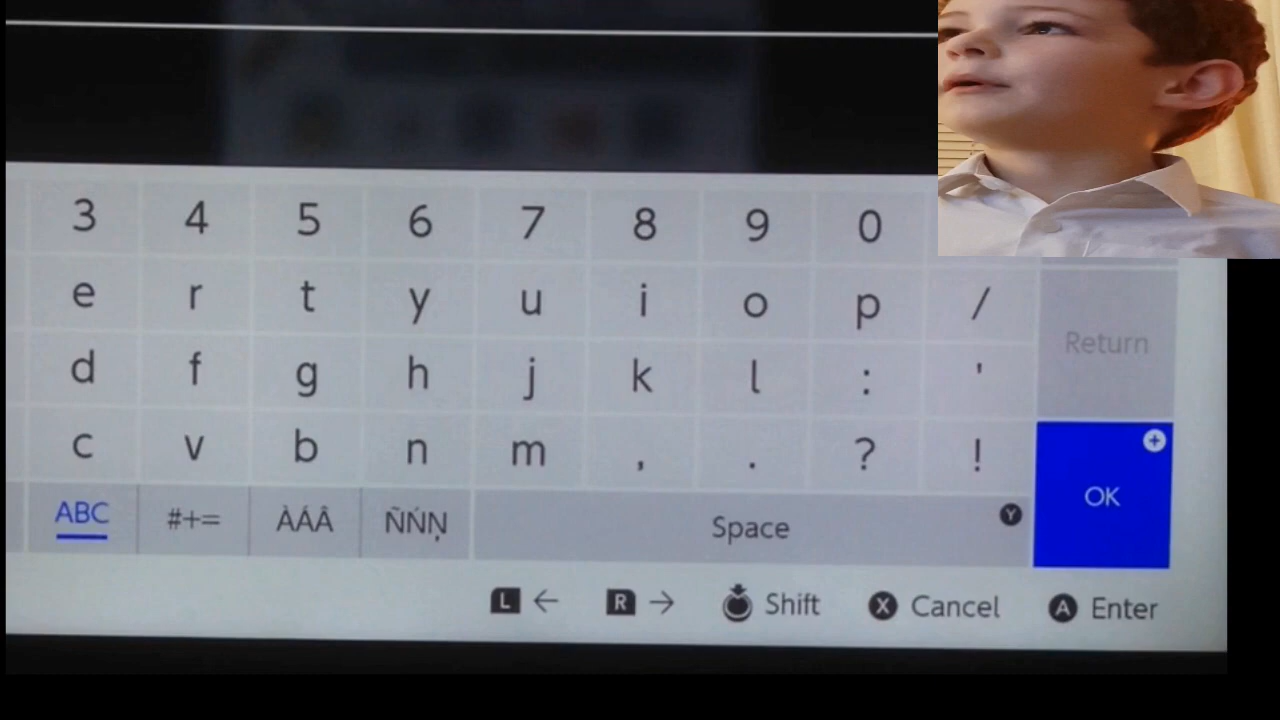 3 4 5 6 7 8 9 0
e r t y u i o p /
Return
d f g h j k l : '
c v b n m , . ? !
+
OK
ABC #+= ÀÁÂ ÑŃŅ Space Y
L ← R → Shift X Cancel A Enter